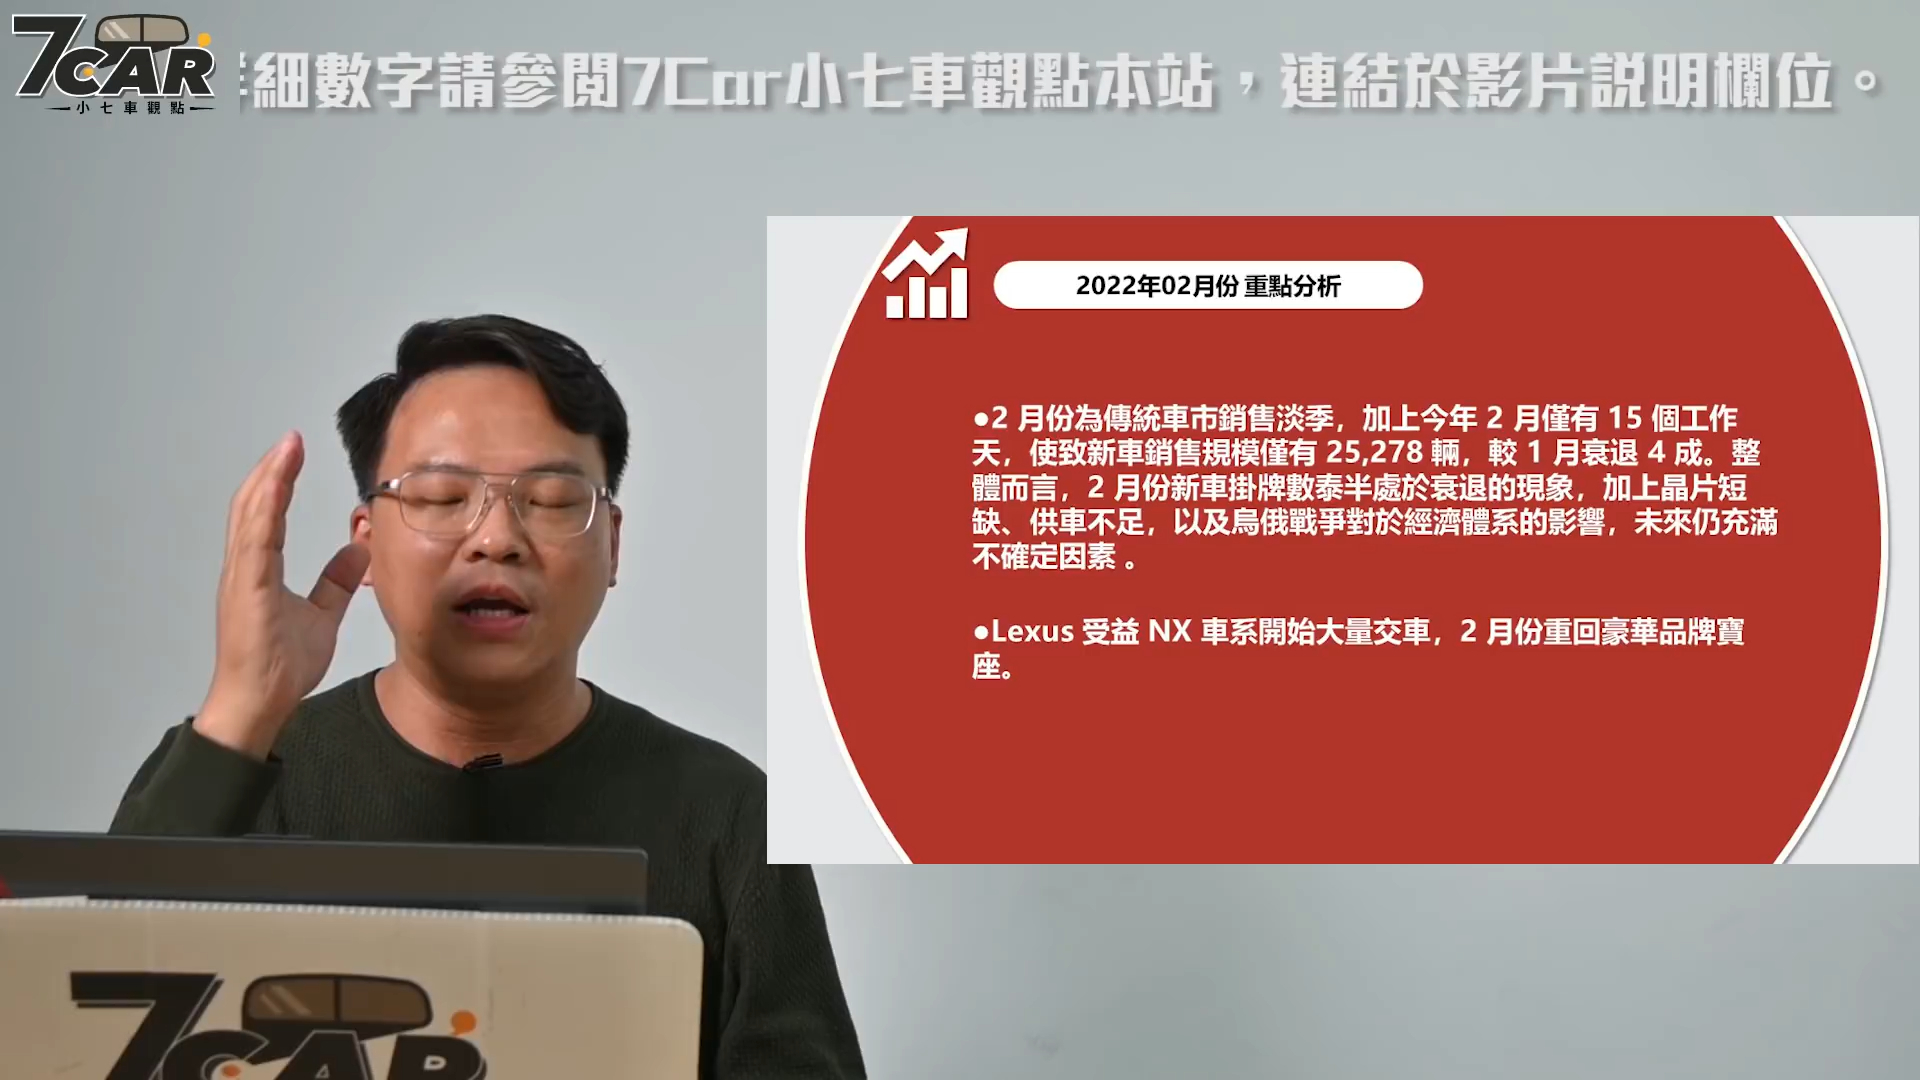 7CAR
小七車觀點
詳細數字請參閱7Car小七車觀點本站，連結於影片説明欄位。
2022年02月份 重點分析
●2 月份為傳統車市銷售淡季，加上今年 2 月僅有 15 個工作
天，使致新車銷售規模僅有 25,278 輛，較 1 月衰退 4 成。整
體而言，2 月份新車掛牌數泰半處於衰退的現象，加上晶片短
缺、供車不足，以及烏俄戰爭對於經濟體系的影響，未來仍充滿
不確定因素 。
●Lexus 受益 NX 車系開始大量交車，2 月份重回豪華品牌寶
座。
7CAR